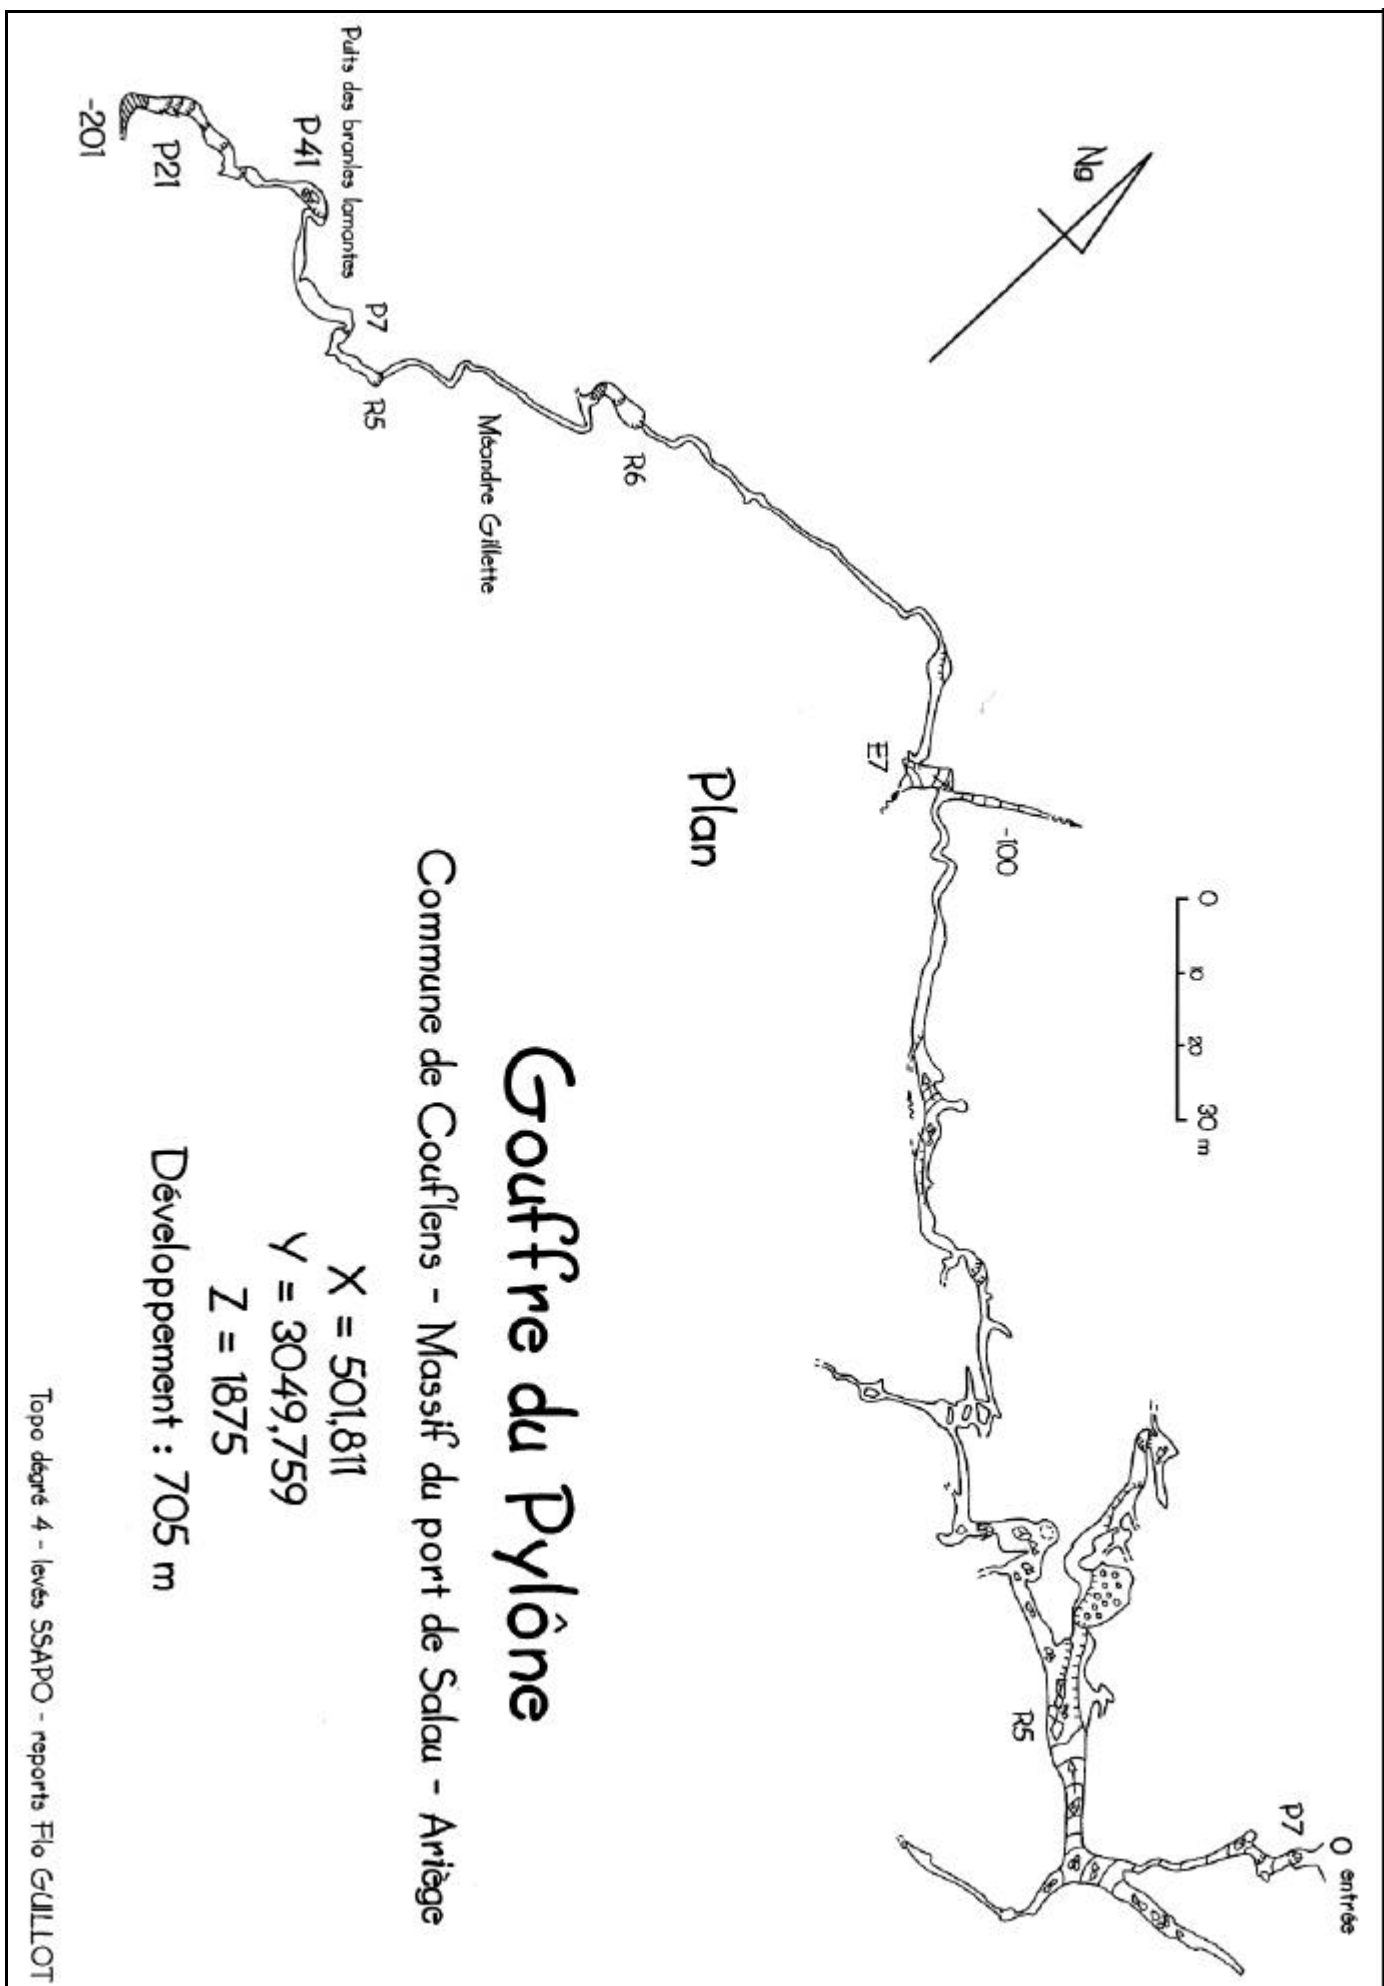 Gouffre du Pylône
Commune de Couflens - Massif du port de Salau - Ariège
X = 501,811
Y = 3049,759
Z = 1875
Développement : 705 m
Topo dégré 4 - levés SSAPO - reports Flo GUILLOT
Plan
Ng
0 10 20 30 m
0 entrée
P7
R5
-100
E7
R6
Méandre Gillette
R5
P7
Puits des branles lamantes
P41
P21
-201